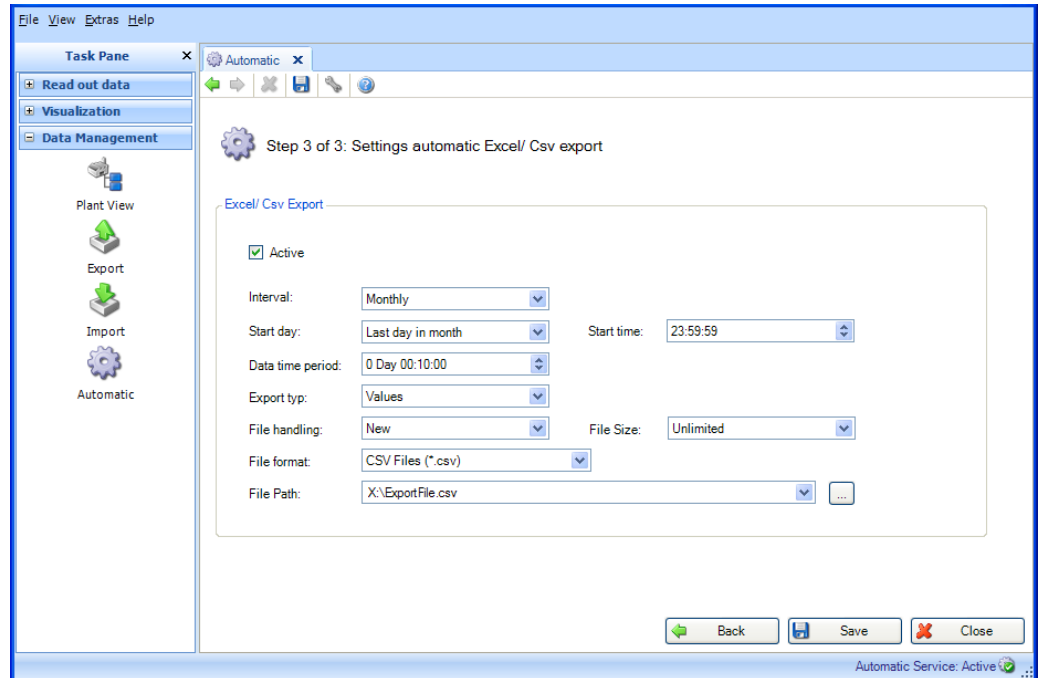 File View Extras Help
Task Pane
Automatic
Read out data
Visualization
Data Management
Plant View
Export
Import
Automatic
Step 3 of 3: Settings automatic Excel/ Csv export
Excel/ Csv Export
Active
Interval: Monthly
Start day: Last day in month Start time: 23:59:59
Data time period: 0 Day 00:10:00
Export typ: Values
File handling: New File Size: Unlimited
File format: CSV Files (*.csv)
File Path: X:\ExportFile.csv ...
Back Save Close
Automatic Service: Active